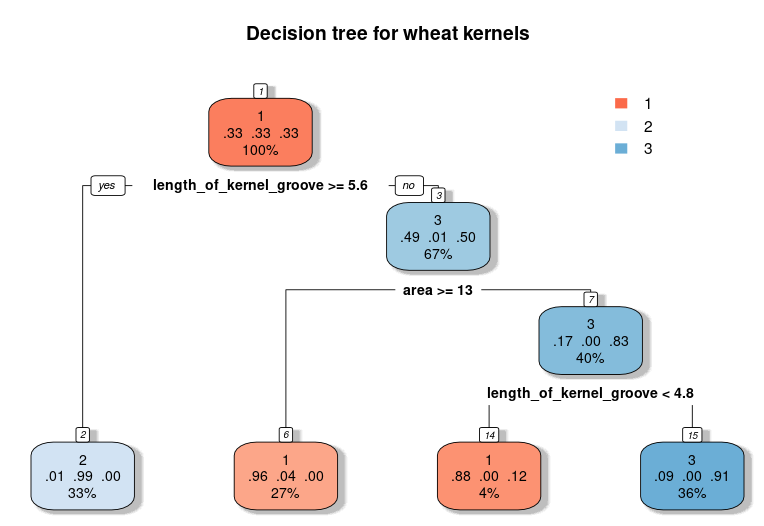 Decision tree for wheat kernels
1
1
.33 .33 .33
100%
1
2
3
yes
length_of_kernel_groove >= 5.6
no
3
3
.49 .01 .50
67%
area >= 13
7
3
.17 .00 .83
40%
length_of_kernel_groove < 4.8
2
2
.01 .99 .00
33%
6
1
.96 .04 .00
27%
14
1
.88 .00 .12
4%
15
3
.09 .00 .91
36%